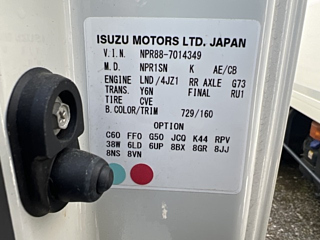 ISUZU MOTORS LTD. JAPAN
V.I.N. NPR88-7014349
M.D. NPR1SN K AE/CB
ENGINE LND/4JZ1 RR AXLE G73
TRANS. Y6N FINAL RU1
TIRE CVE
B.COLOR/TRIM 729/160
OPTION
C60 FFO G50 JCQ K44 RPV
38W 6LD 6UP 8BX 8GR 8JJ
8NS 8VN